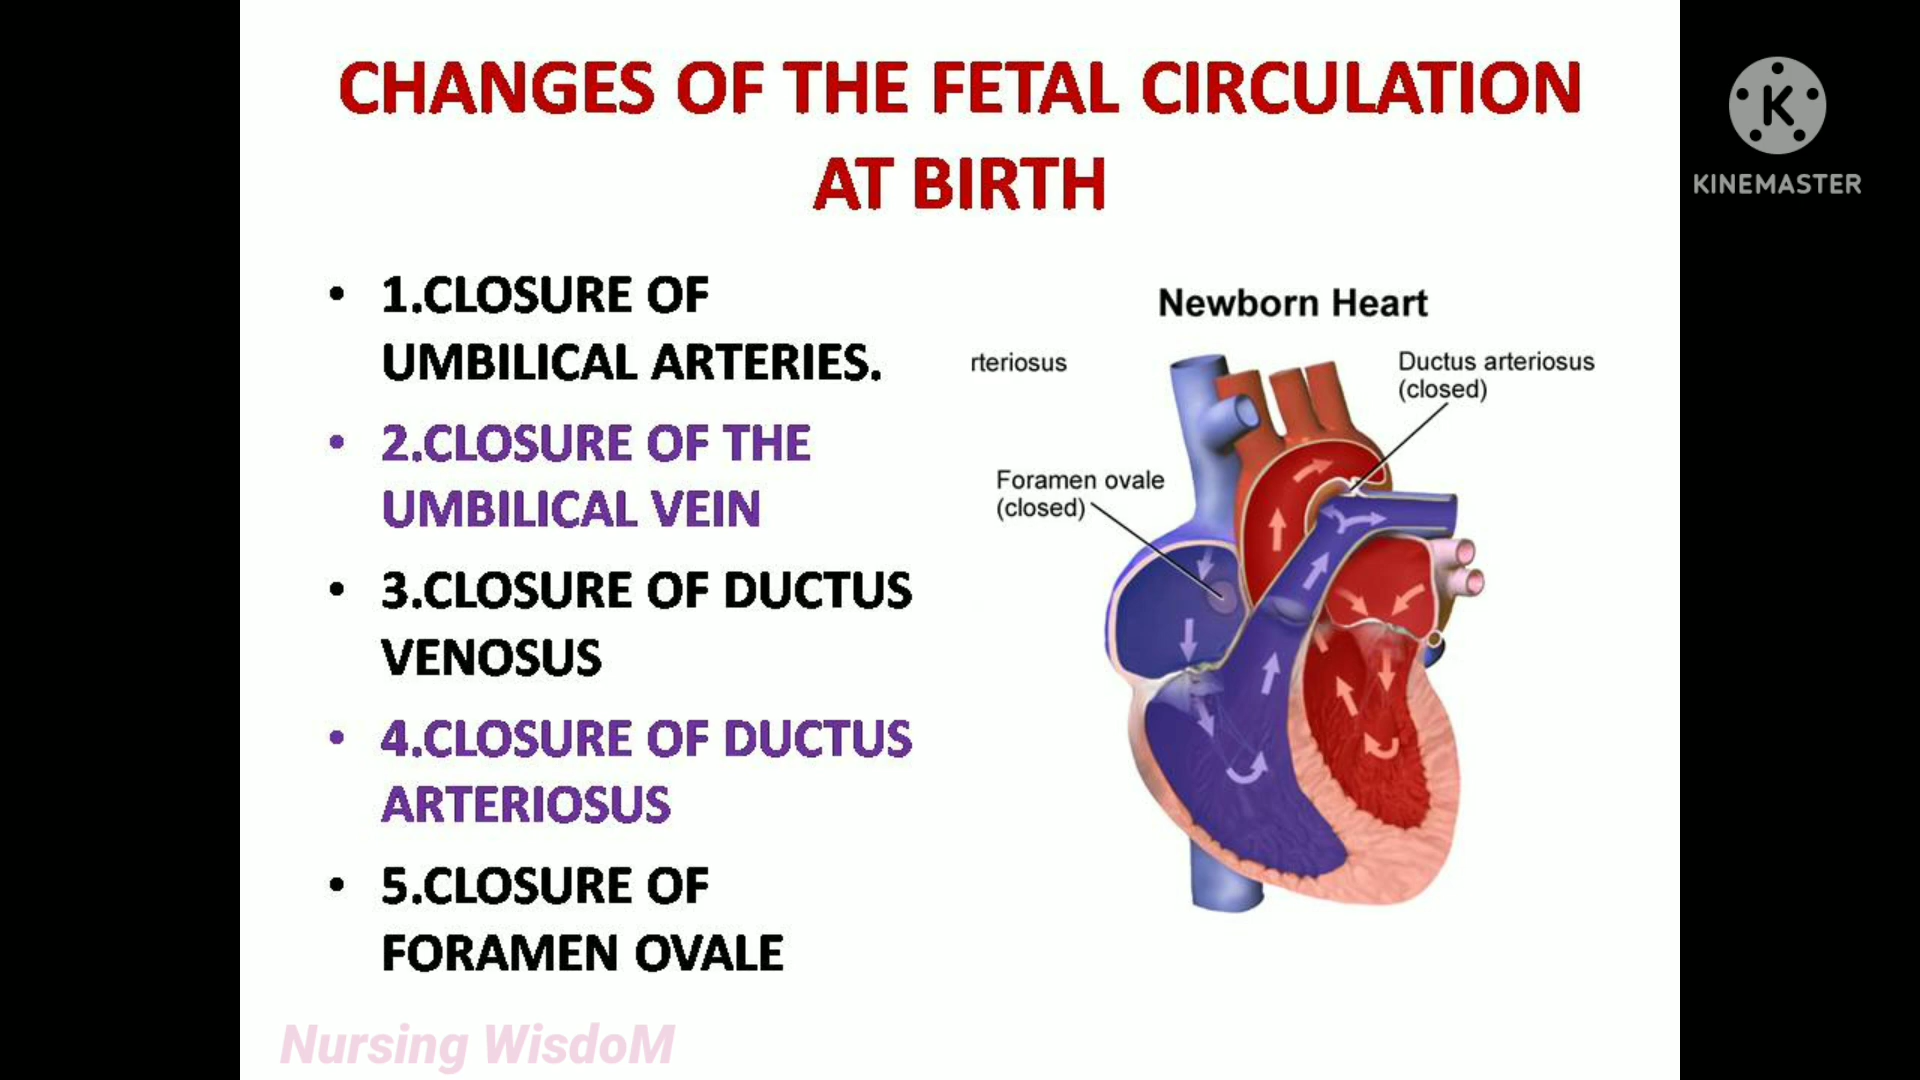 CHANGES OF THE FETAL CIRCULATION
AT BIRTH
• 1.CLOSURE OF
UMBILICAL ARTERIES.
• 2.CLOSURE OF THE
UMBILICAL VEIN
• 3.CLOSURE OF DUCTUS
VENOSUS
• 4.CLOSURE OF DUCTUS
ARTERIOSUS
• 5.CLOSURE OF
FORAMEN OVALE
Newborn Heart
rteriosus
Ductus arteriosus
(closed)
Foramen ovale
(closed)
Nursing WisdoM
K
KINEMASTER